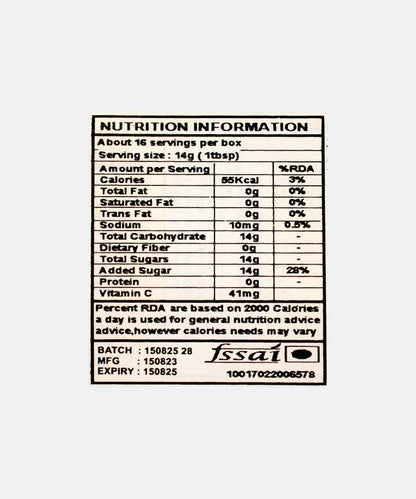 NUTRITION INFORMATION
About 16 servings per box
Serving size : 14g ( 1tbsp)
Amount per Serving %RDA
Calories 55Kcal 3%
Total Fat 0g 0%
Saturated Fat 0g 0%
Trans Fat 0g 0%
Sodium 10mg 0.5%
Total Carbohydrate 14g -
Dietary Fiber 0g -
Total Sugars 14g -
Added Sugar 14g 28%
Protein 0g -
Vitamin C 41mg
Percent RDA are based on 2000 Calories
a day is used for general nutrition advice
advice,however calories needs may vary
BATCH : 150825 28
MFG : 150823
EXPIRY : 150825
fssai
10017022006578